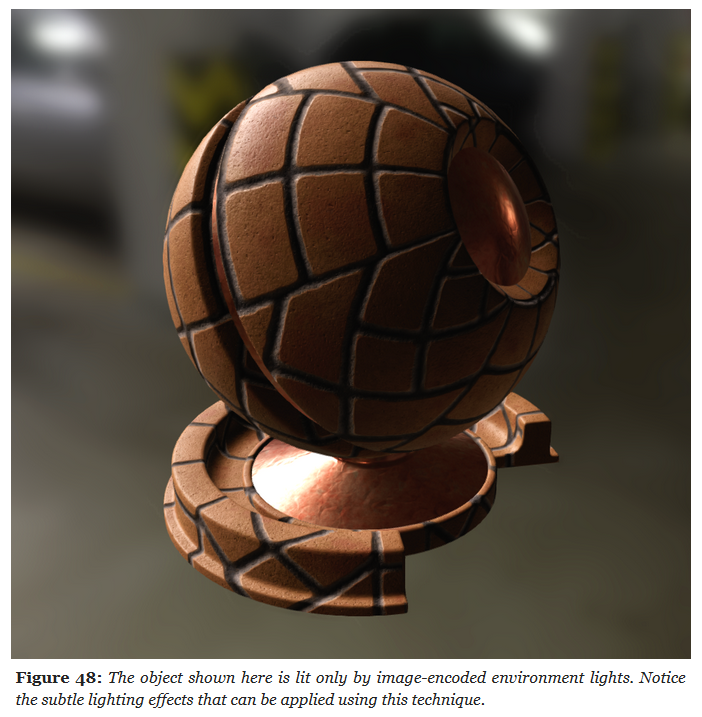 Figure 48: The object shown here is lit only by image-encoded environment lights. Notice
the subtle lighting effects that can be applied using this technique.